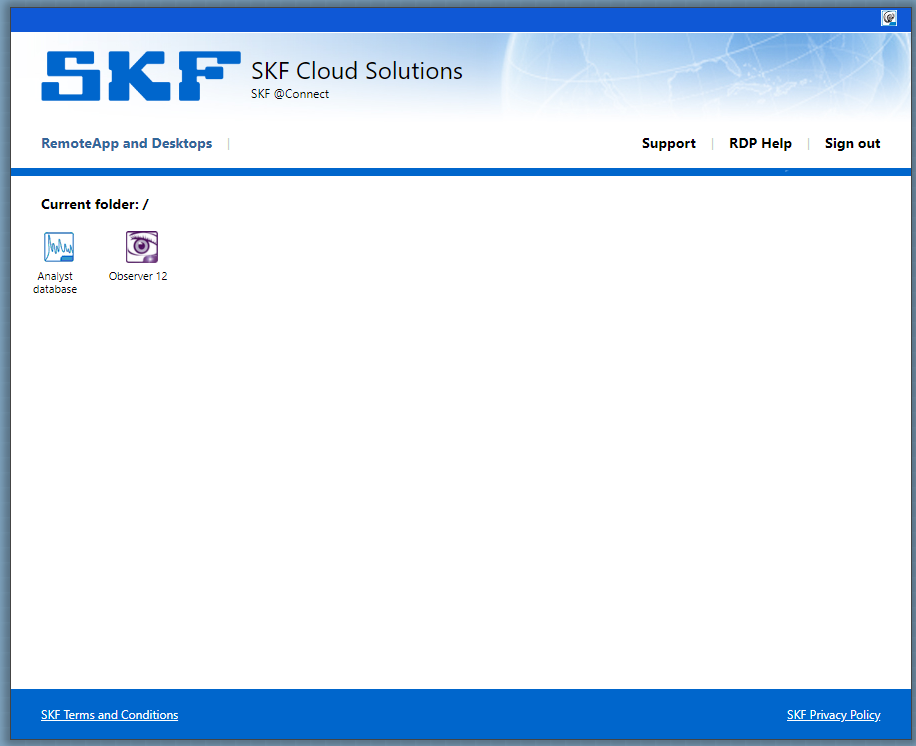 SKF
SKF Cloud Solutions
SKF @Connect
RemoteApp and Desktops |
Support | RDP Help | Sign out
Current folder: /
Analyst
database
Observer 12
SKF Terms and Conditions
SKF Privacy Policy